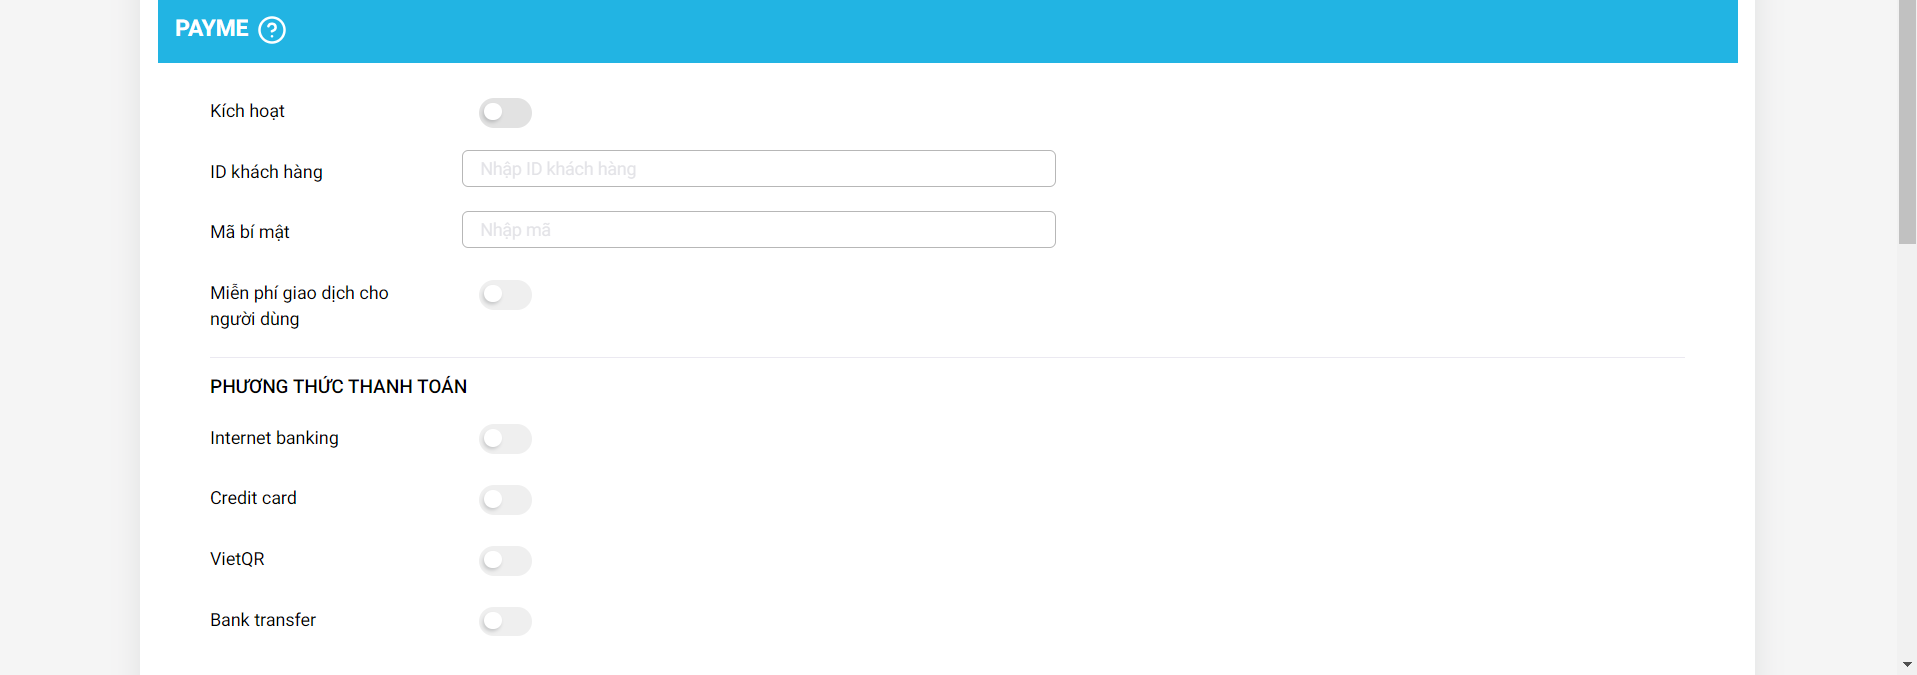 PAYME ?
Kích hoạt
ID khách hàng
Nhập ID khách hàng
Mã bí mật
Nhập mã
Miễn phí giao dịch cho
người dùng
PHƯƠNG THỨC THANH TOÁN
Internet banking
Credit card
VietQR
Bank transfer